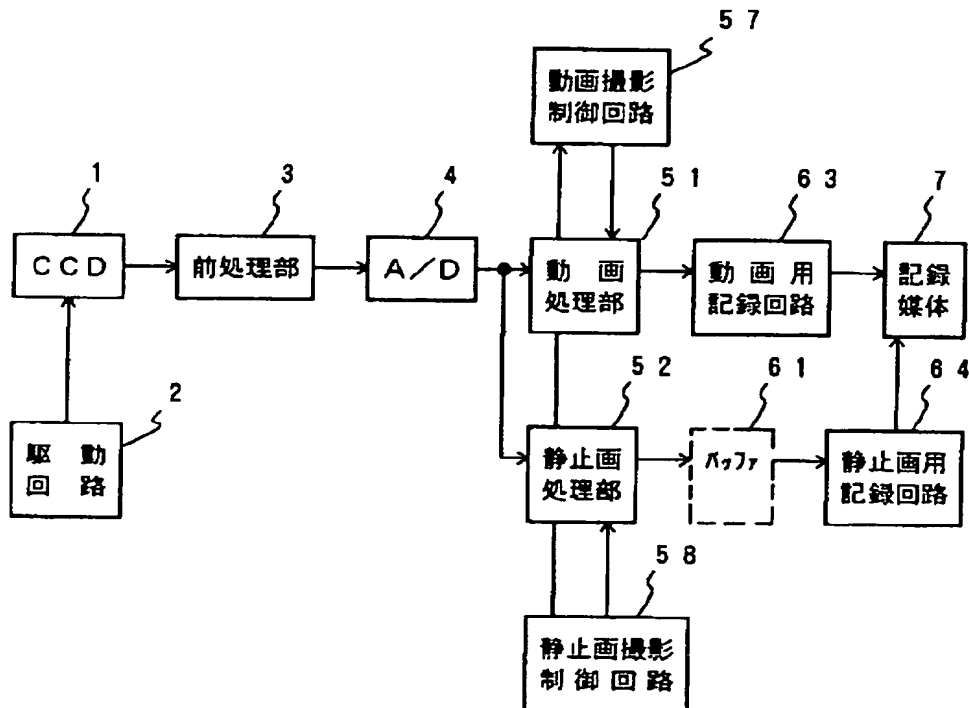 57
動画撮影
制御回路
1
3
4
51
63
7
CCD
前処理部
A/D
動画
処理部
動画用
記録回路
記録
媒体
2
52
61
64
駆動
回路
静止画
処理部
バッファ
静止画用
記録回路
58
静止画撮影
制御回路